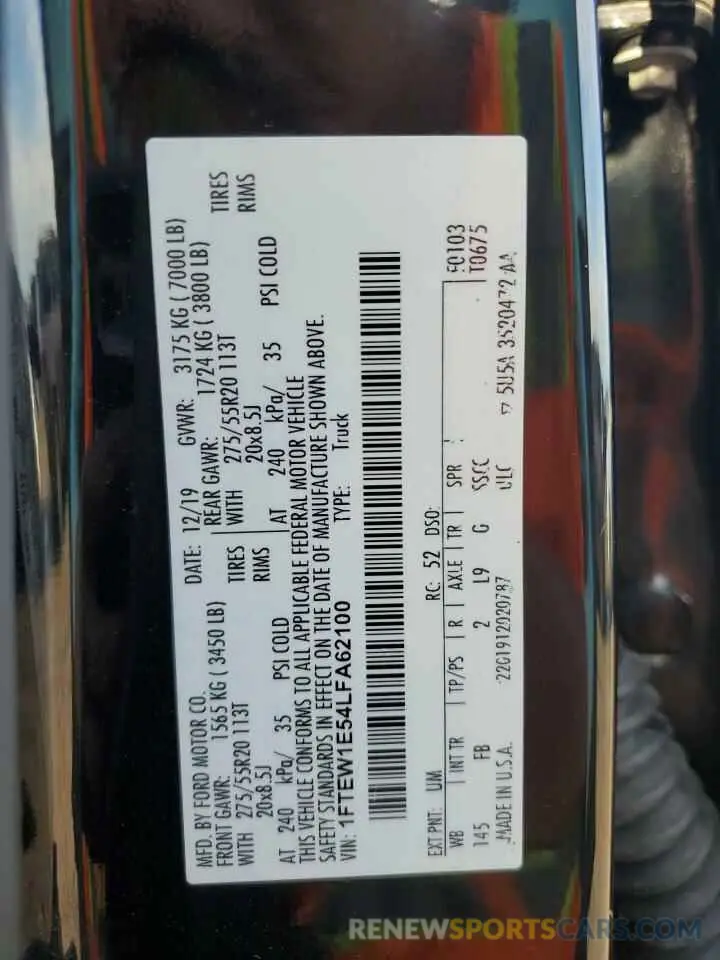 MFD. BY FORD MOTOR CO.
DATE: 12/19 GVWR: 3175 KG ( 7000 LB)
FRONT GAWR: 1565 KG ( 3450 LB) REAR GAWR: 1724 KG ( 3800 LB)
WITH 275/55R20 113T TIRES WITH 275/55R20 113T TIRES
20x8.5J RIMS 20x8.5J RIMS
AT 240 kPa/ 35 PSI COLD AT 240 kPa/ 35 PSI COLD
THIS VEHICLE CONFORMS TO ALL APPLICABLE FEDERAL MOTOR VEHICLE
SAFETY STANDARDS IN EFFECT ON THE DATE OF MANUFACTURE SHOWN ABOVE.
VIN: 1FTEW1E54LFA62100 TYPE: Truck
EXT PNT: UM RC: 52 DSO: F0103
WB INT TR TP/PS R AXLE TR SPR T0675
145 FB 2 L9 G
MADE IN U.S.A. ULC
RENEWSPORTSCARS.COM